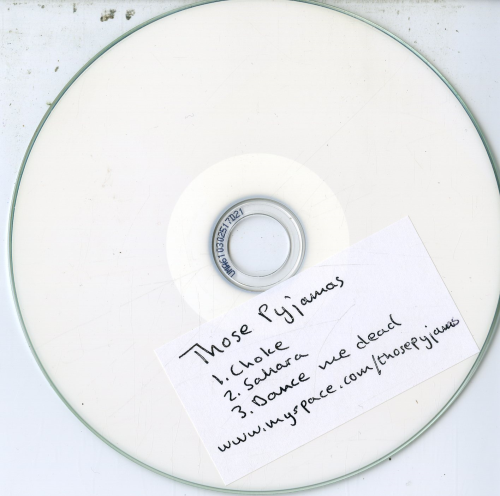 Those Pyjamas
1. Choke
2. Sahara
3. Dance me dead
www.myspace.com/thosepyjamas